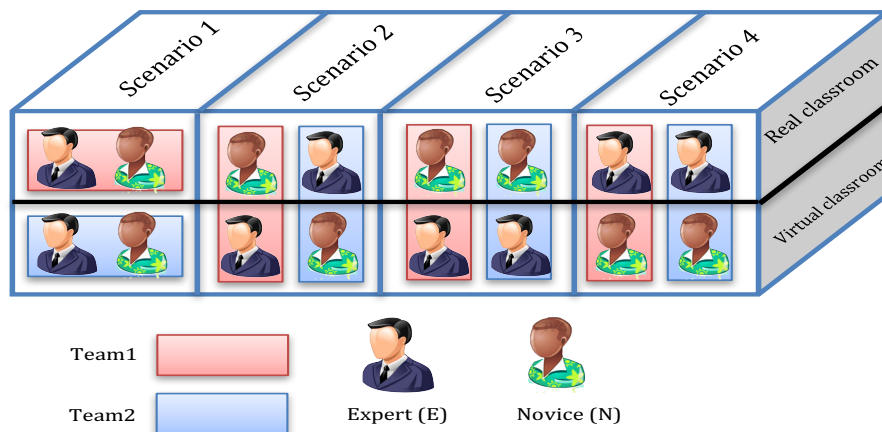 Scenario 1
Scenario 2
Scenario 3
Scenario 4
Real classroom
Virtual classroom
Team1
Team2
Expert (E)
Novice (N)